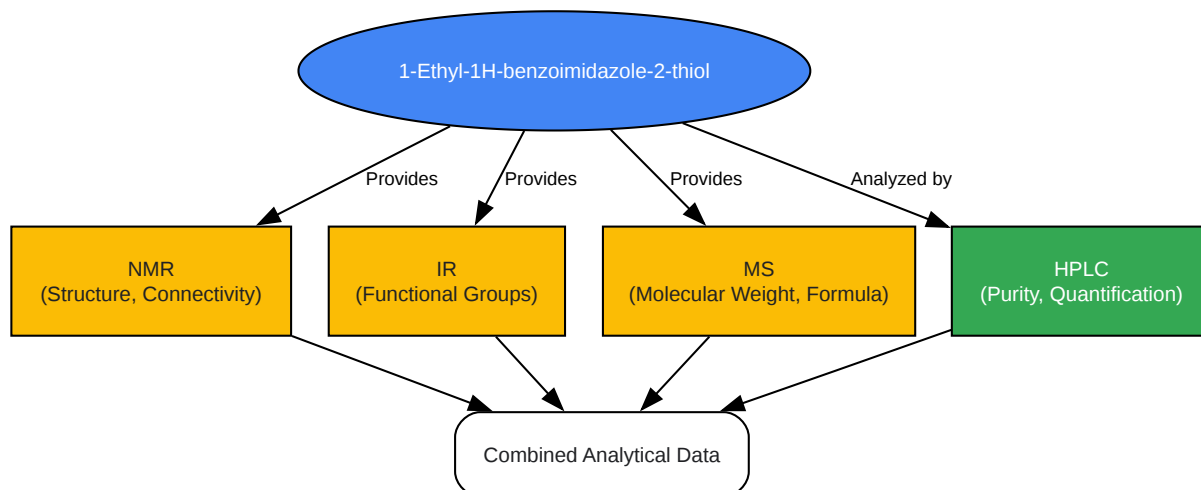 1-Ethyl-1H-benzoimidazole-2-thiol
Provides
Provides
Provides
Analyzed by
NMR
(Structure, Connectivity)
IR
(Functional Groups)
MS
(Molecular Weight, Formula)
HPLC
(Purity, Quantification)
Combined Analytical Data